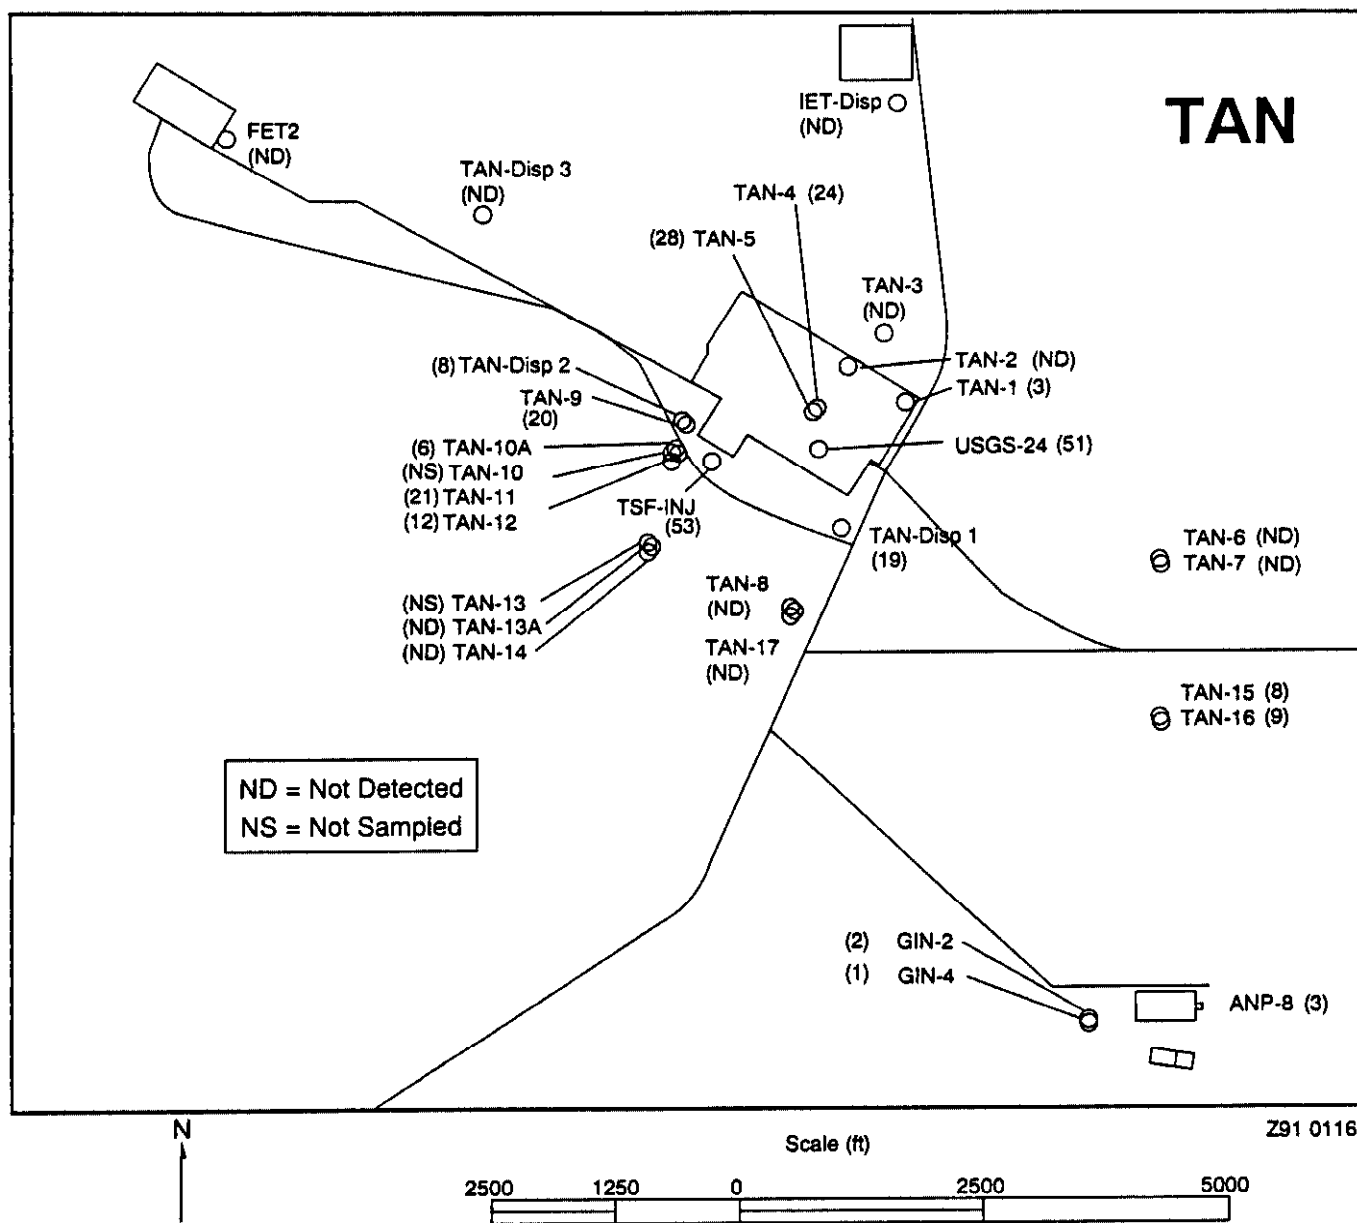 TAN
IET-Disp
(ND)
FET2
(ND)
TAN-Disp 3
(ND)
TAN-4 (24)
(28) TAN-5
TAN-3
(ND)
TAN-2 (ND)
TAN-1 (3)
(8) TAN-Disp 2
TAN-9
(20)
(6) TAN-10A
(NS) TAN-10
(21) TAN-11
(12) TAN-12
USGS-24 (51)
TSF-INJ
(53)
TAN-Disp 1
(19)
TAN-6 (ND)
TAN-7 (ND)
(NS) TAN-13
(ND) TAN-13A
(ND) TAN-14
TAN-8
(ND)
TAN-17
(ND)
TAN-15 (8)
TAN-16 (9)
ND = Not Detected
NS = Not Sampied
(2) GIN-2
(1) GIN-4
ANP-8 (3)
N
Scale (ft)
Z91 0116
2500 1250 0 2500 5000